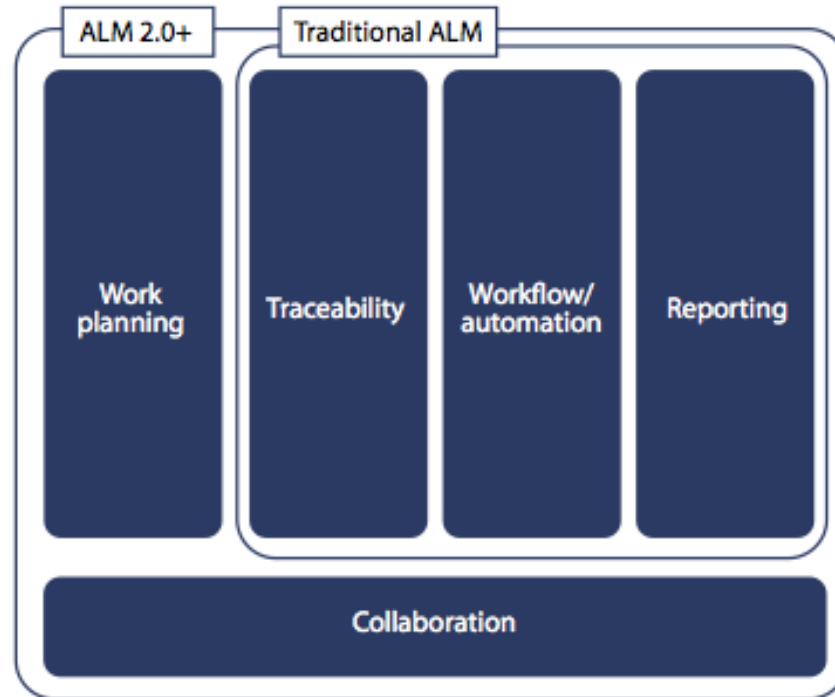 ALM 2.0+
Traditional ALM
Work
planning
Traceability
Workflow/
automation
Reporting
Collaboration